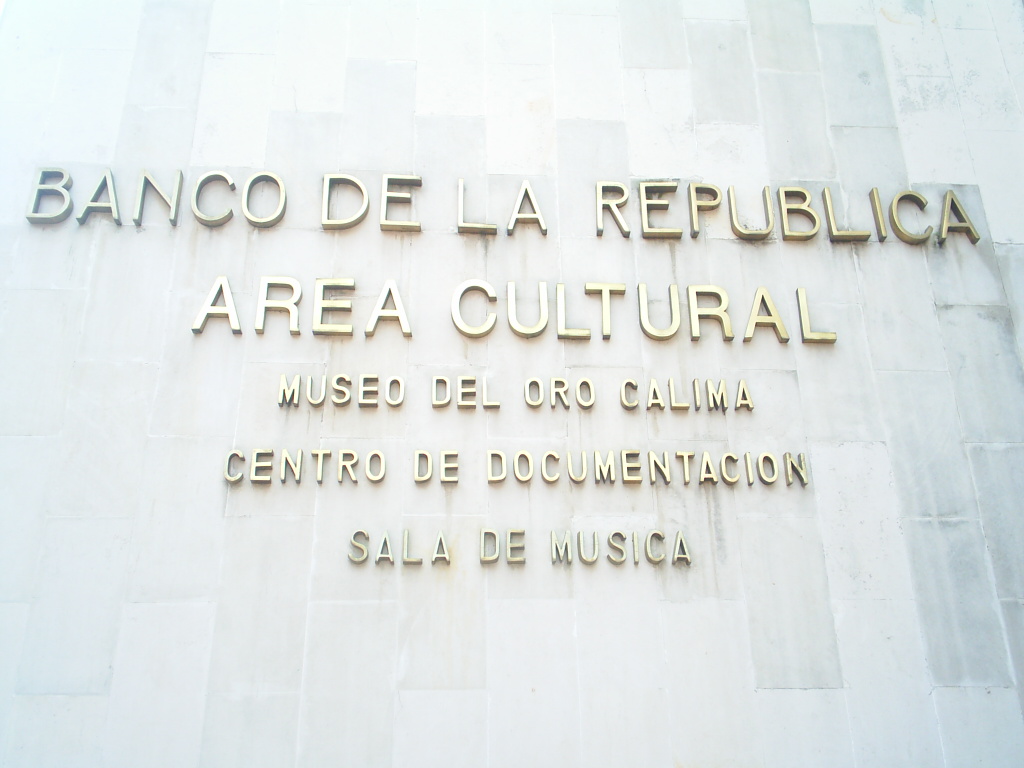 BANCO DE LA REPUBLICA
AREA CULTURAL
MUSEO DEL ORO CALIMA
CENTRO DE DOCUMENTACION
SALA DE MUSICA